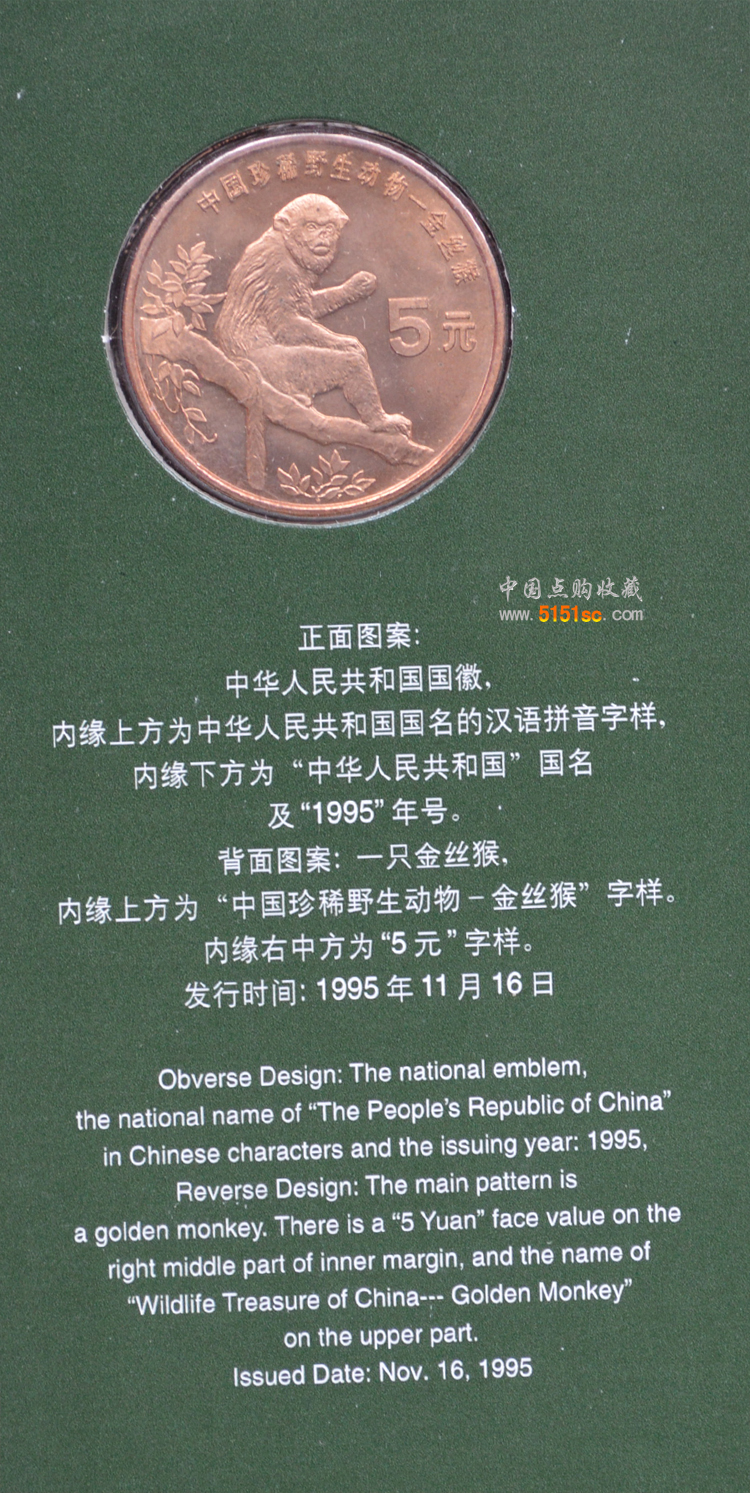 中国珍稀野生动物—金丝猴
5元
中国点购收藏
www.5151sc.com
正面图案:
中华人民共和国国徽,
内缘上方为中华人民共和国国名的汉语拼音字样,
内缘下方为“中华人民共和国”国名
及“1995”年号。
背面图案: 一只金丝猴,
内缘上方为“中国珍稀野生动物－金丝猴”字样。
内缘右中方为“5元”字样。
发行时间: 1995年11月16日
Obverse Design: The national emblem,
the national name of “The People’s Republic of China”
in Chinese characters and the issuing year: 1995,
Reverse Design: The main pattern is
a golden monkey. There is a “5 Yuan” face value on the
right middle part of inner margin, and the name of
“Wildlife Treasure of China--- Golden Monkey”
on the upper part.
Issued Date: Nov. 16, 1995